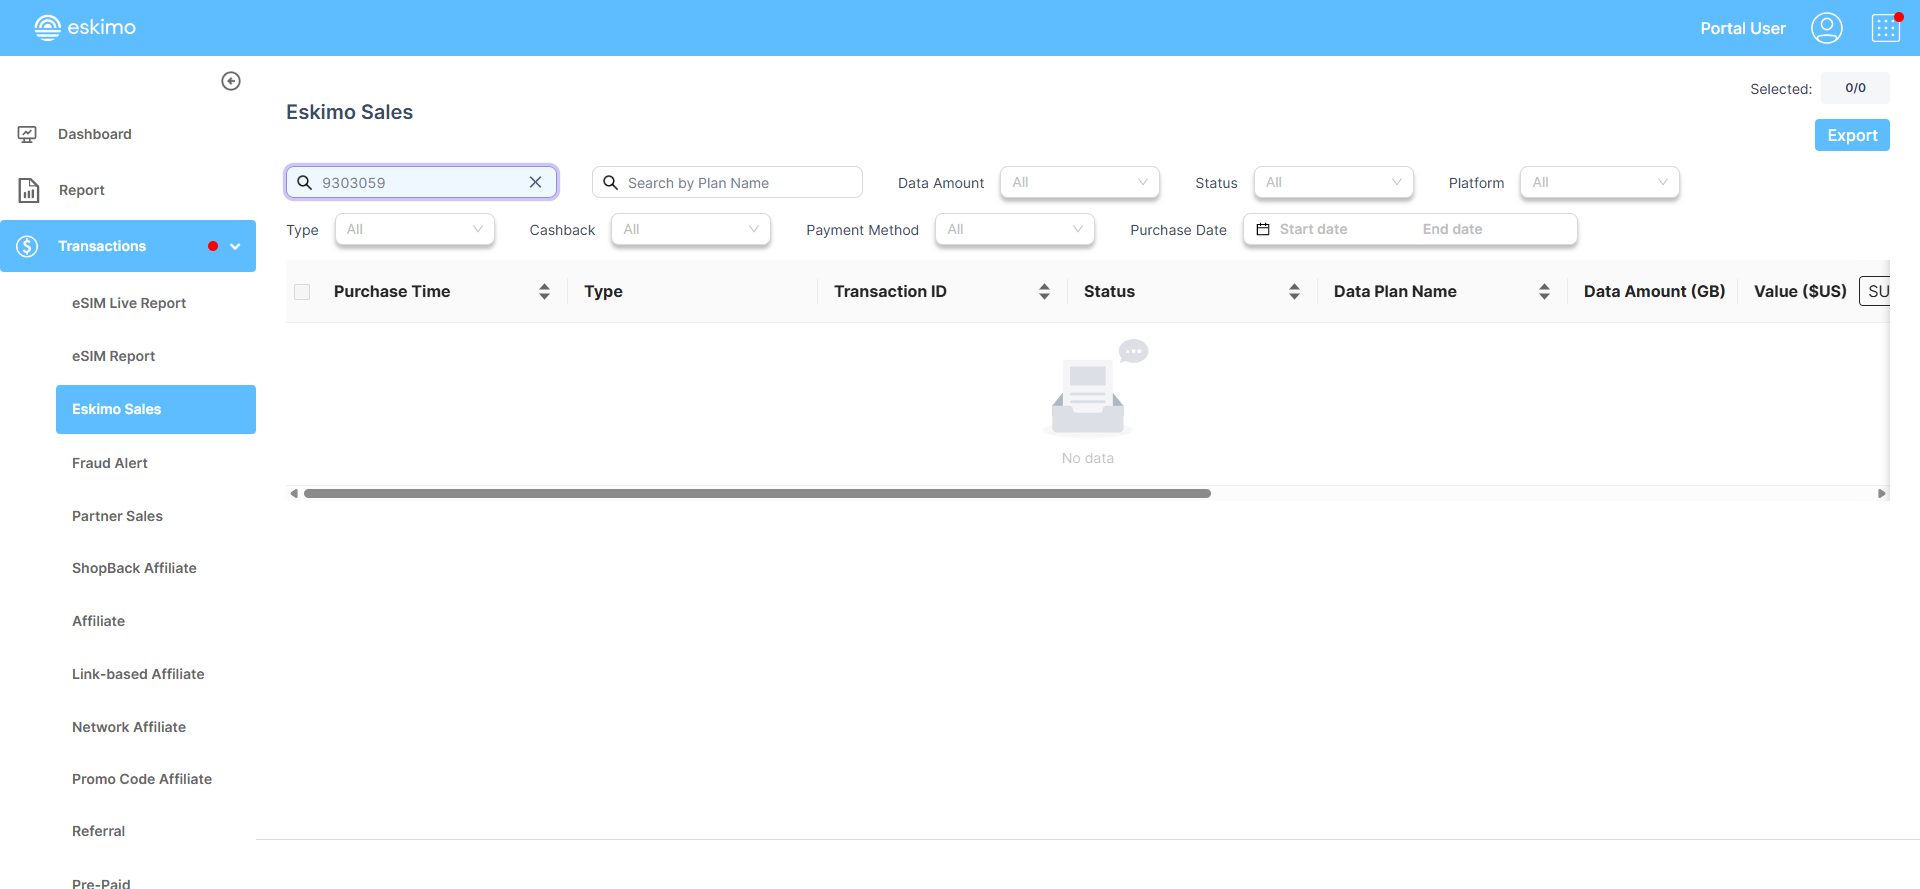 eskimo
Portal User
Selected: 0/0
Eskimo Sales
Export
Dashboard
Report
Transactions
eSIM Live Report
eSIM Report
Eskimo Sales
Fraud Alert
Partner Sales
ShopBack Affiliate
Affiliate
Link-based Affiliate
Network Affiliate
Promo Code Affiliate
Referral
Pre-Paid
9303059 Search by Plan Name Data Amount All Status All Platform All
Type All Cashback All Payment Method All Purchase Date Start date End date
Purchase Time Type Transaction ID Status Data Plan Name Data Amount (GB) Value ($US) SU
No data